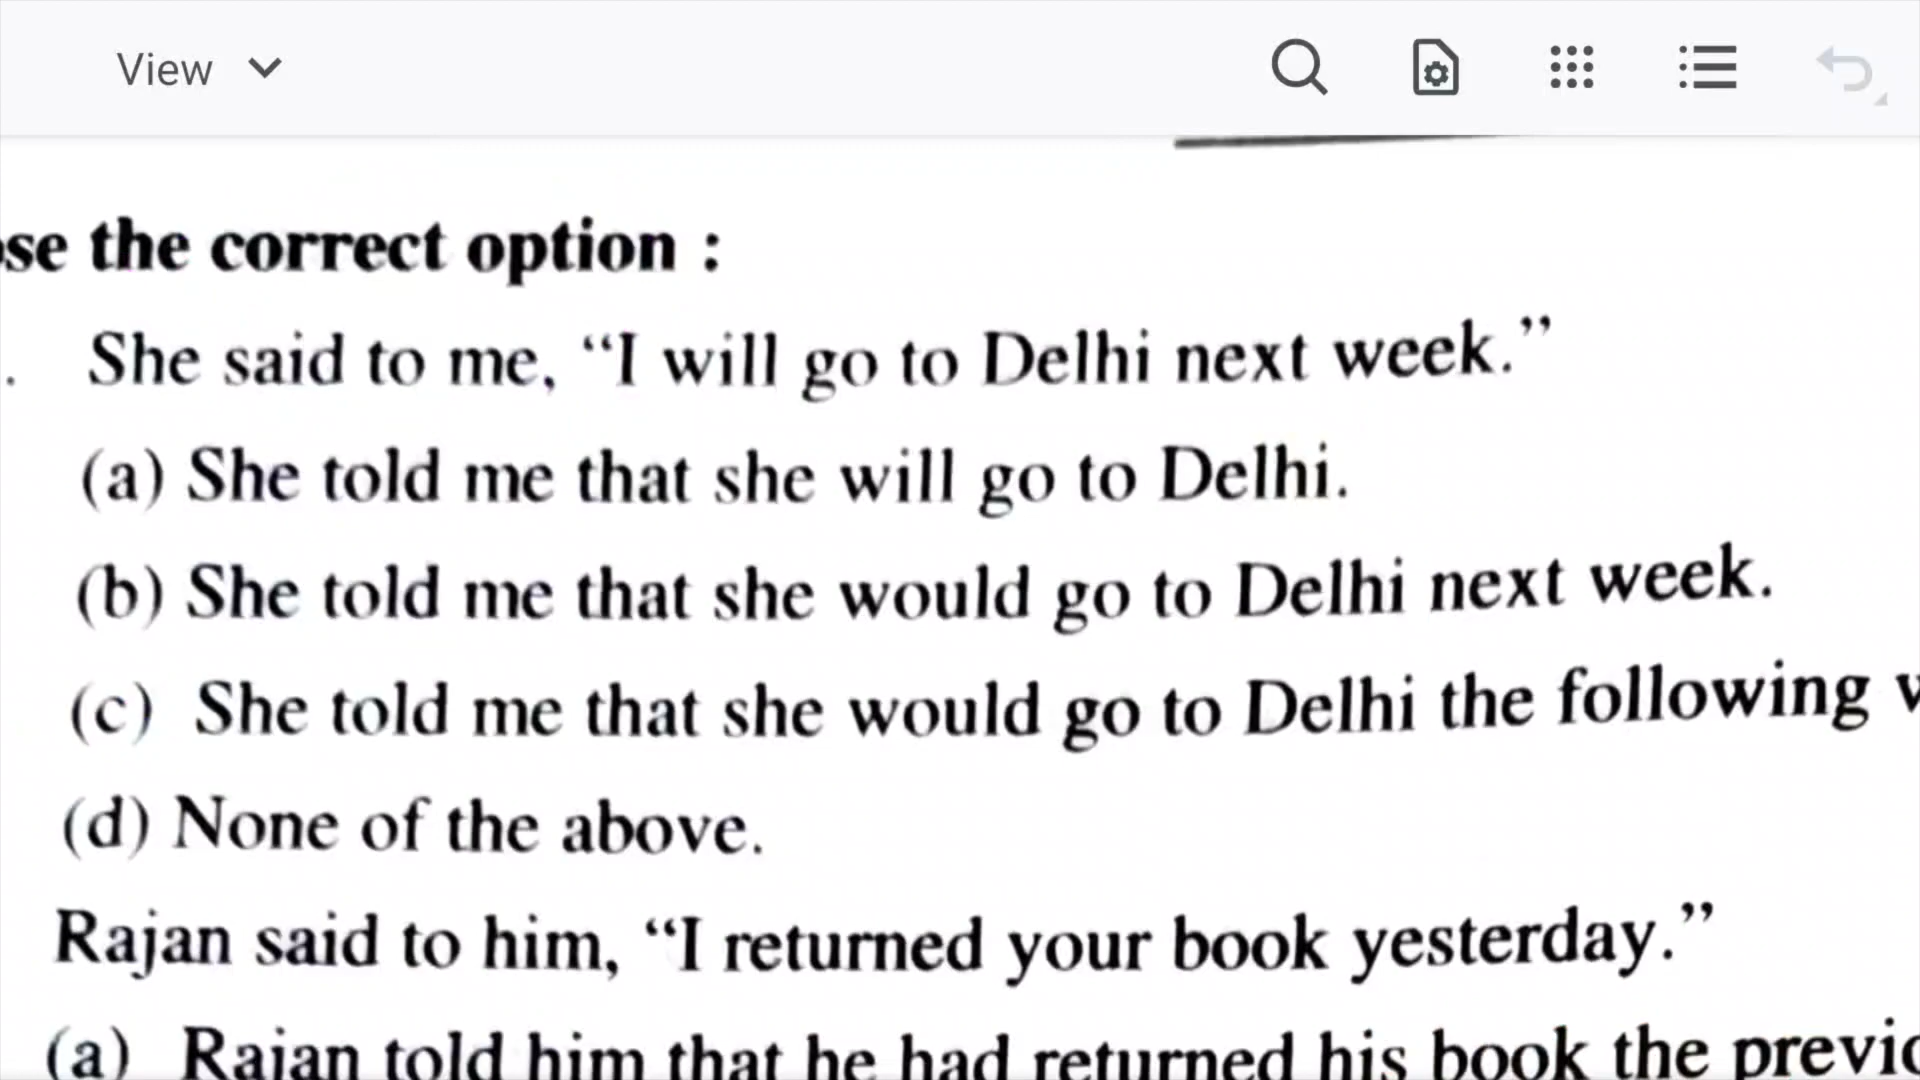 View
se the correct option :
. She said to me, “I will go to Delhi next week.”
(a) She told me that she will go to Delhi.
(b) She told me that she would go to Delhi next week.
(c) She told me that she would go to Delhi the following
(d) None of the above.
Rajan said to him, “I returned your book yesterday.”
(a) Rajan told him that he had returned his book the